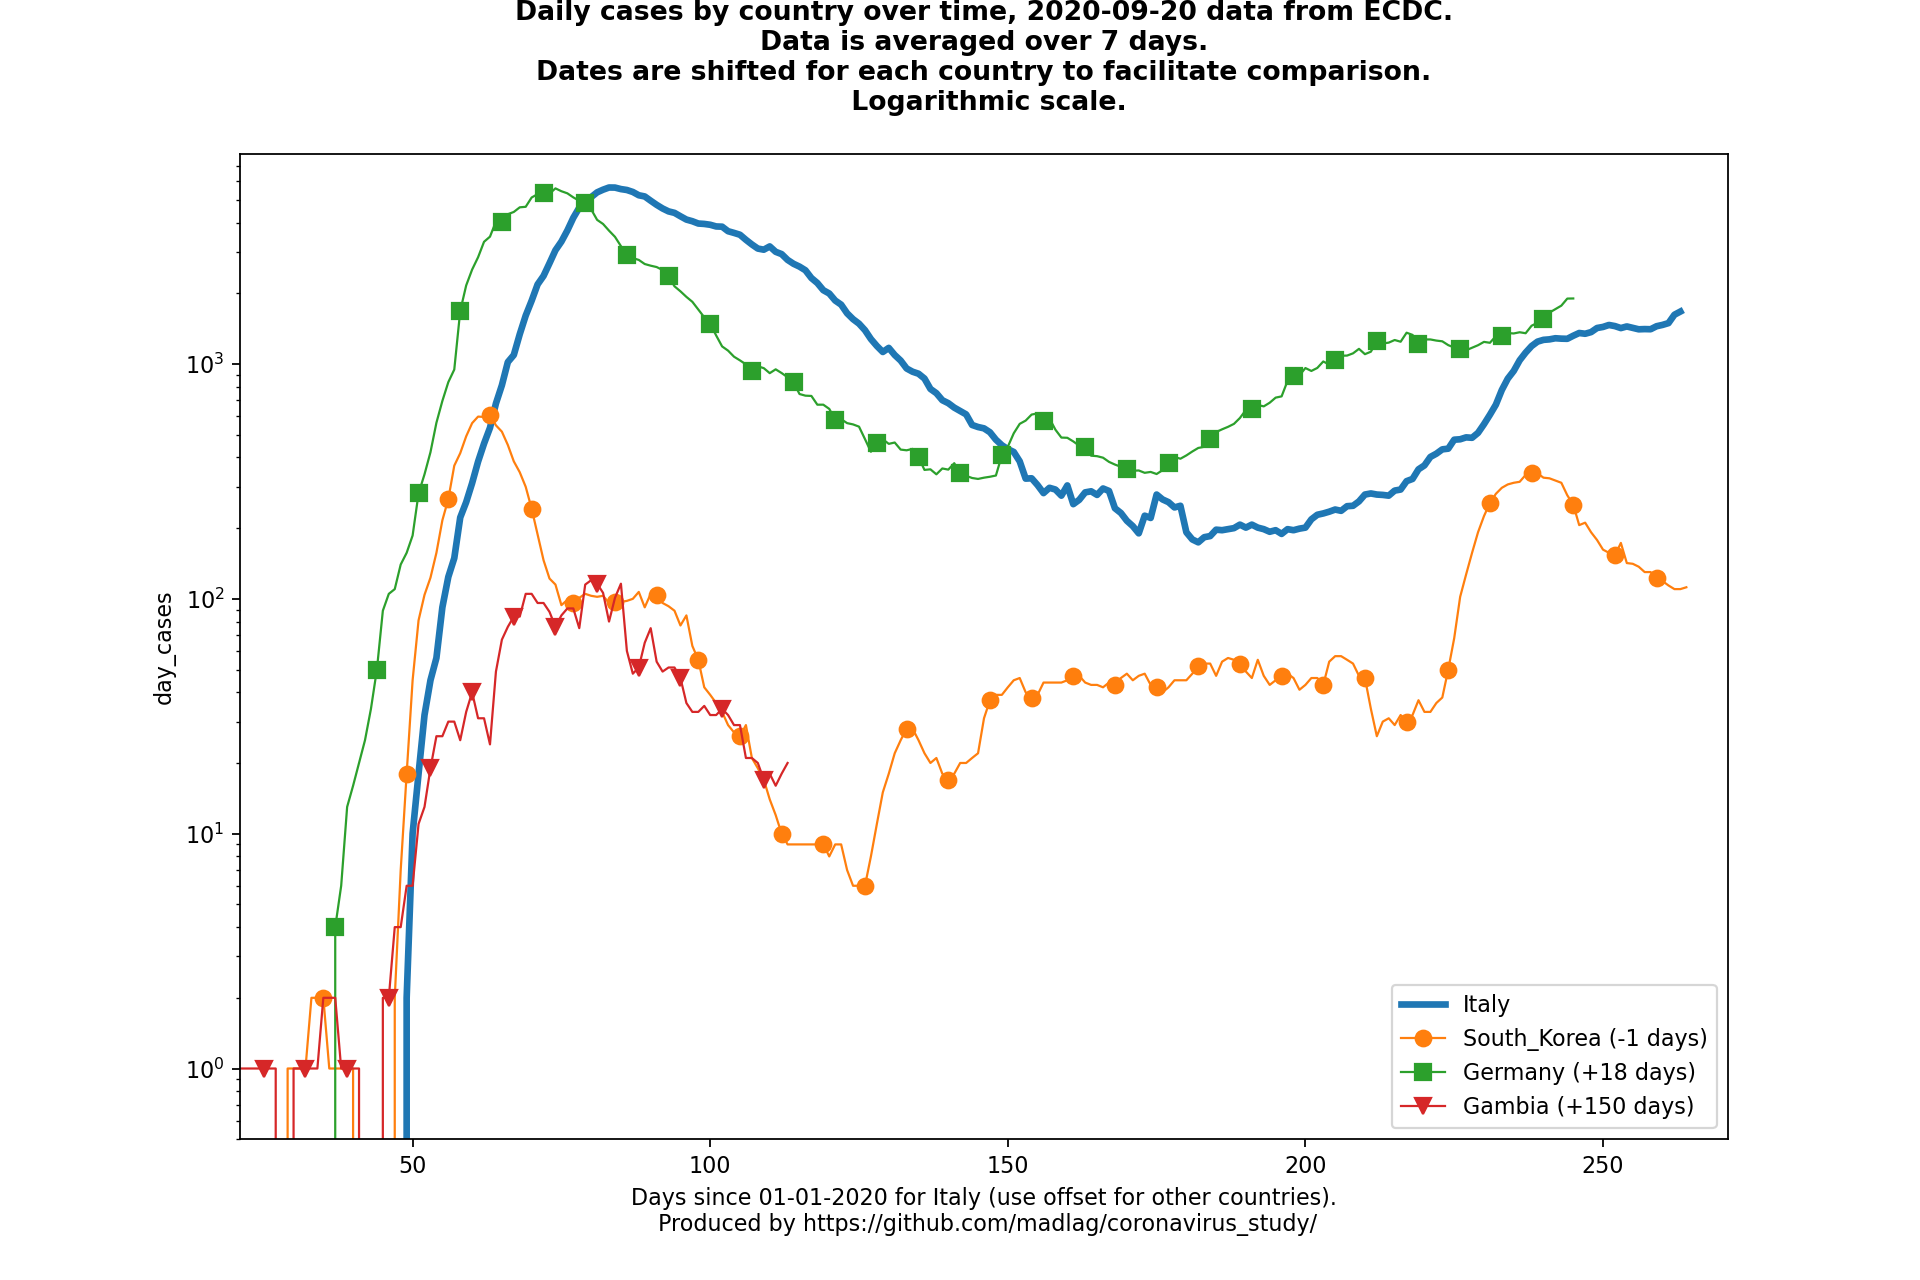 Daily cases by country over time, 2020-09-20 data from ECDC.
Data is averaged over 7 days.
Dates are shifted for each country to facilitate comparison.
Logarithmic scale.
10³
10²
10¹
10⁰
day_cases
50
100
150
200
250
Days since 01-01-2020 for Italy (use offset for other countries).
Produced by https://github.com/madlag/coronavirus_study/
Italy
South_Korea (-1 days)
Germany (+18 days)
Gambia (+150 days)